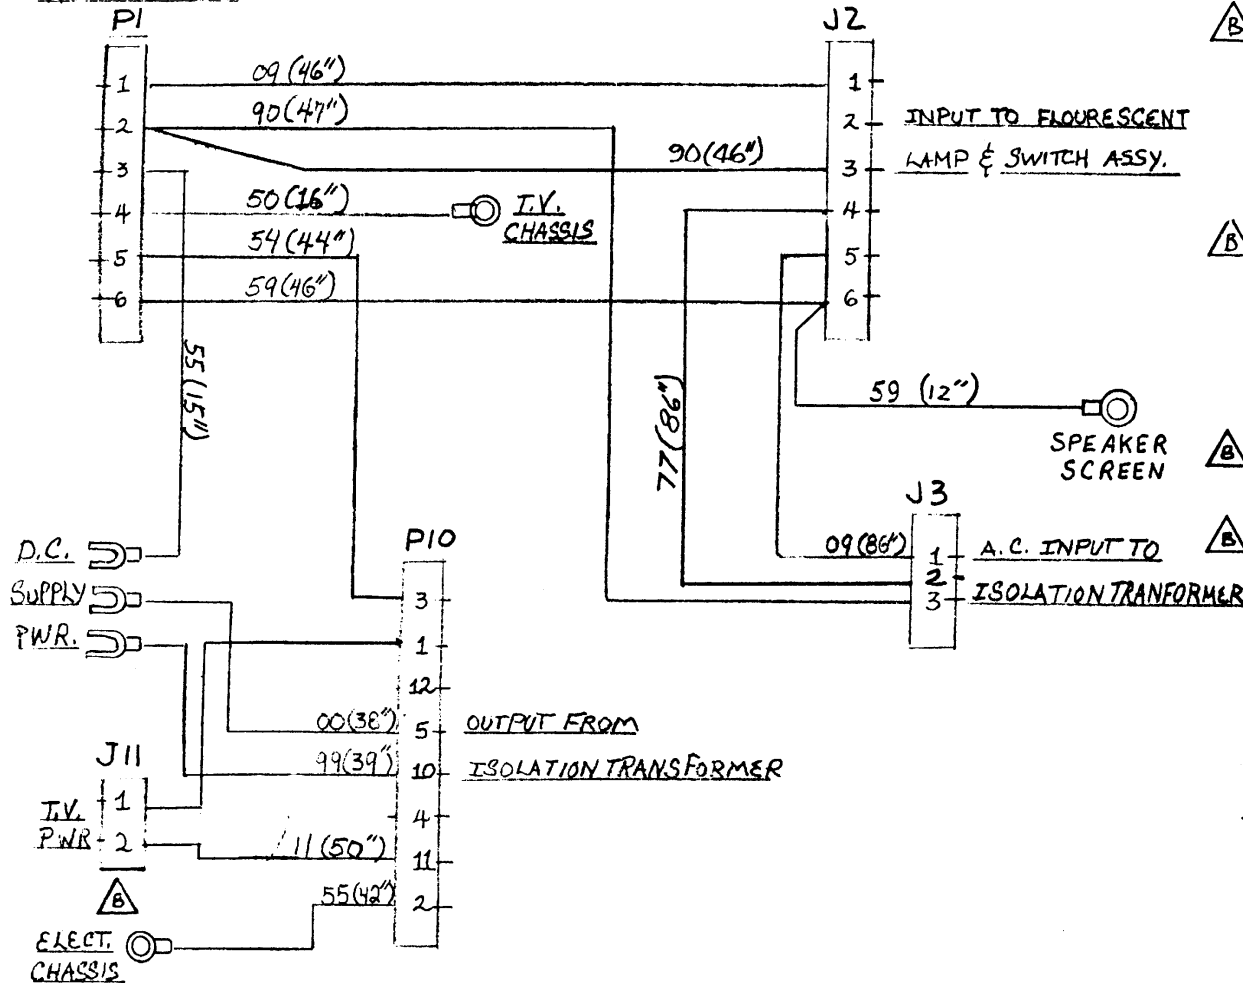 P1
J2
B
1
09 (46")
1
2
90 (47")
2
INPUT TO FLOURESCENT
3
90 (46")
3
LAMP & SWITCH ASSY.
4
50 (16")
T.V.
CHASSIS
4
5
54 (44")
5
B
6
59 (46")
6
55 (15")
77 (86")
59 (12")
SPEAKER
SCREEN
B
J3
D.C.
SUPPLY
PWR.
P10
09 (86")
1
A.C. INPUT TO
B
2
3
ISOLATION TRANFORMER
3
1
12
00 (38")
5
OUTPUT FROM
99 (39")
10
ISOLATION TRANSFORMER
J11
T.V.
PWR
1
2
4
11 (50")
11
B
55 (42")
2
ELECT.
CHASSIS